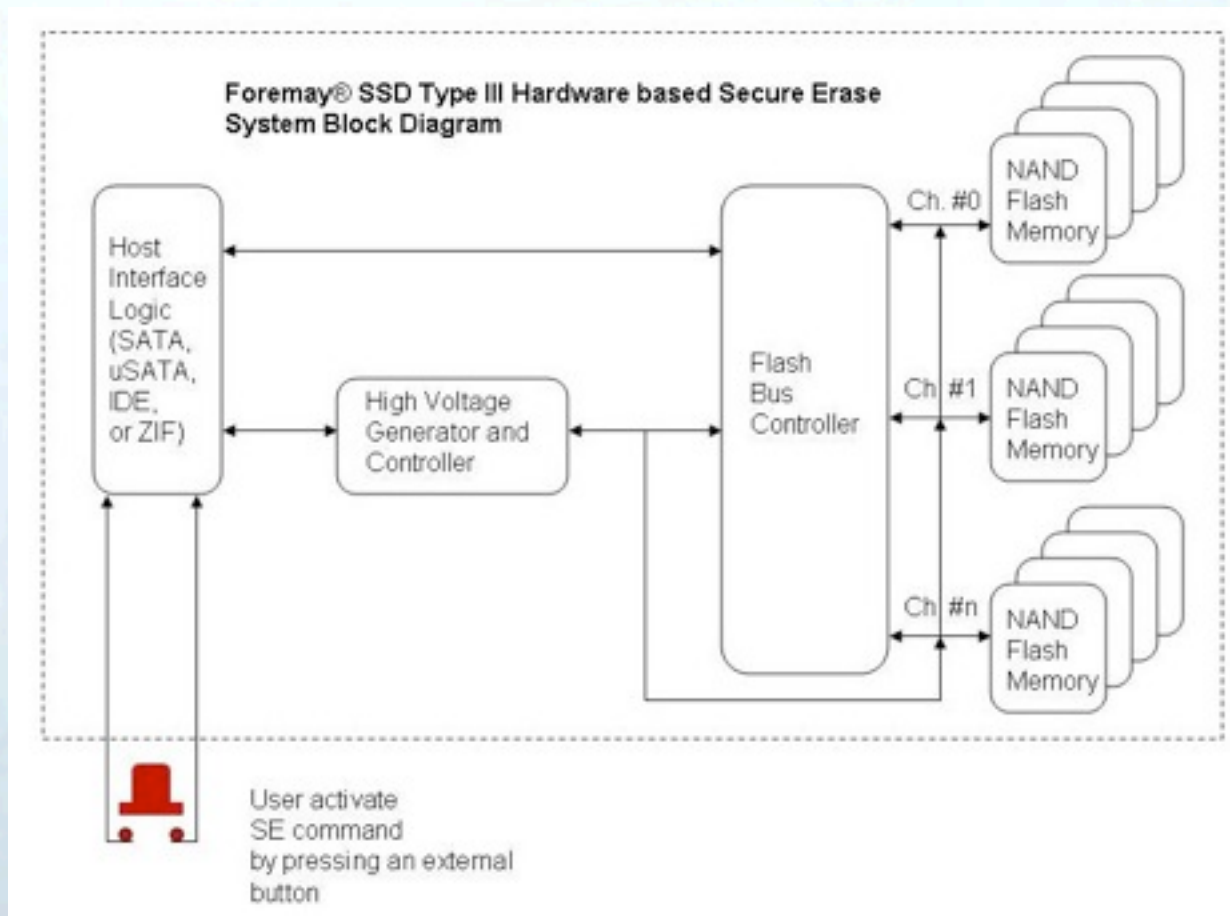 Foremay® SSD Type III Hardware based Secure Erase
System Block Diagram
Host
Interface
Logic
(SATA,
uSATA,
IDE,
or ZIF)
High Voltage
Generator and
Controller
Flash
Bus
Controller
Ch. #0
NAND
Flash
Memory
Ch #1
NAND
Flash
Memory
Ch #n
NAND
Flash
Memory
User activate
SE command
by pressing an external
button